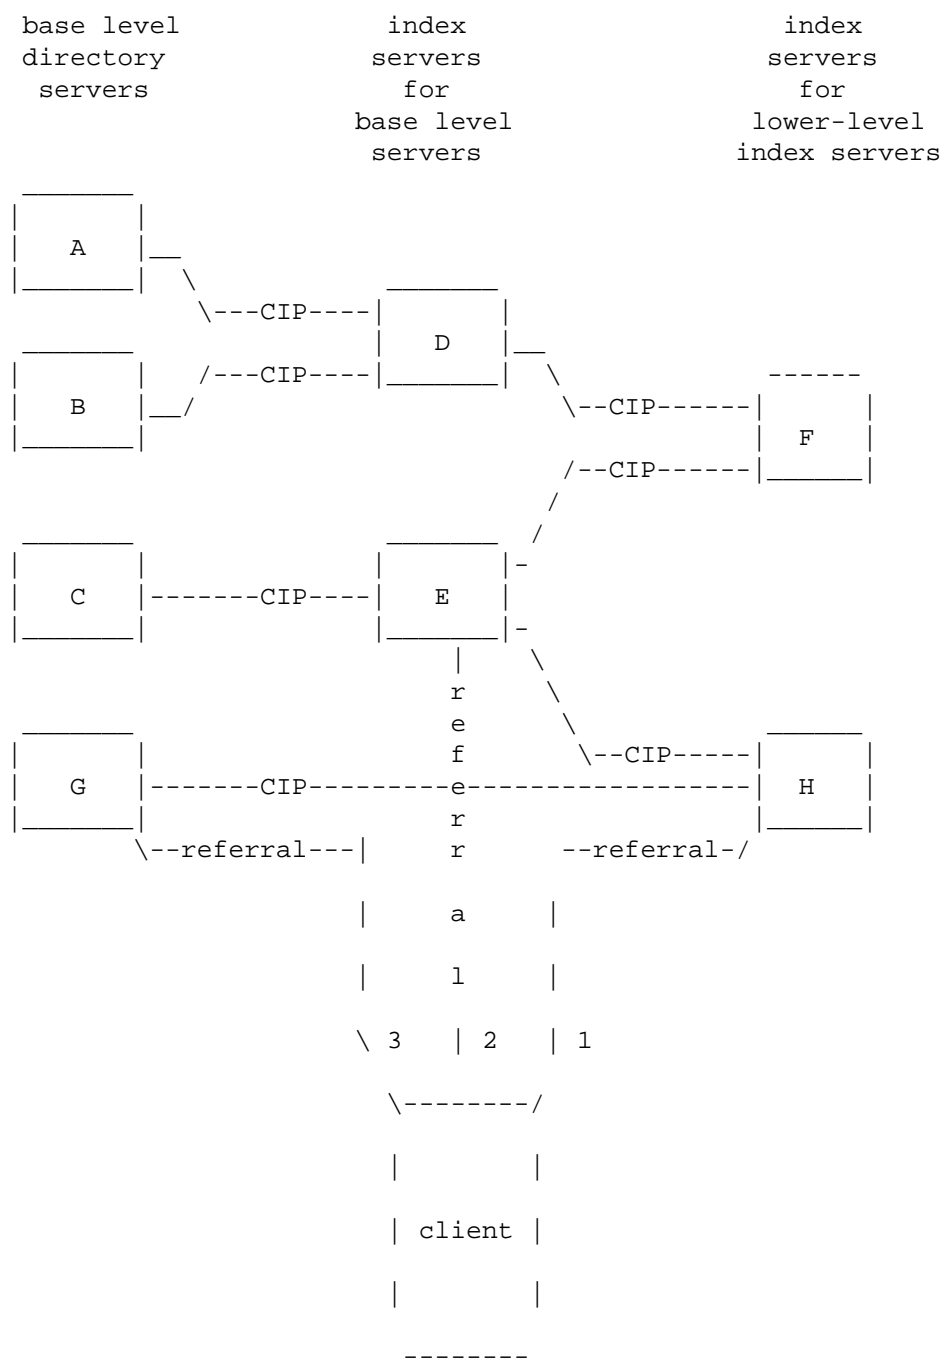 base level index index
directory servers servers
servers for for
base level lower-level
servers index servers
A
CIP
D
CIP
B
CIP
F
CIP
C CIP E
r
e
f CIP
G CIP e H
r
referral r referral
a
l
3 2 1
client